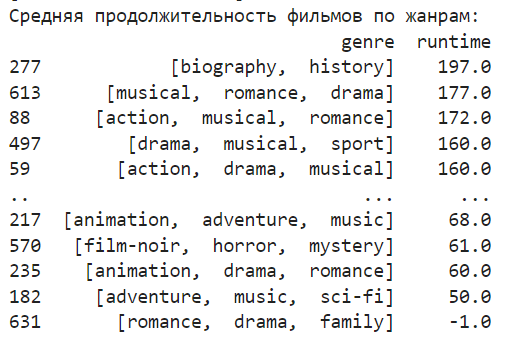 Средняя продолжительность фильмов по жанрам:
genre runtime
277 [biography, history] 197.0
613 [musical, romance, drama] 177.0
88 [action, musical, romance] 172.0
497 [drama, musical, sport] 160.0
59 [action, drama, musical] 160.0
.. ... ...
217 [animation, adventure, music] 68.0
570 [film-noir, horror, mystery] 61.0
235 [animation, drama, romance] 60.0
182 [adventure, music, sci-fi] 50.0
631 [romance, drama, family] -1.0